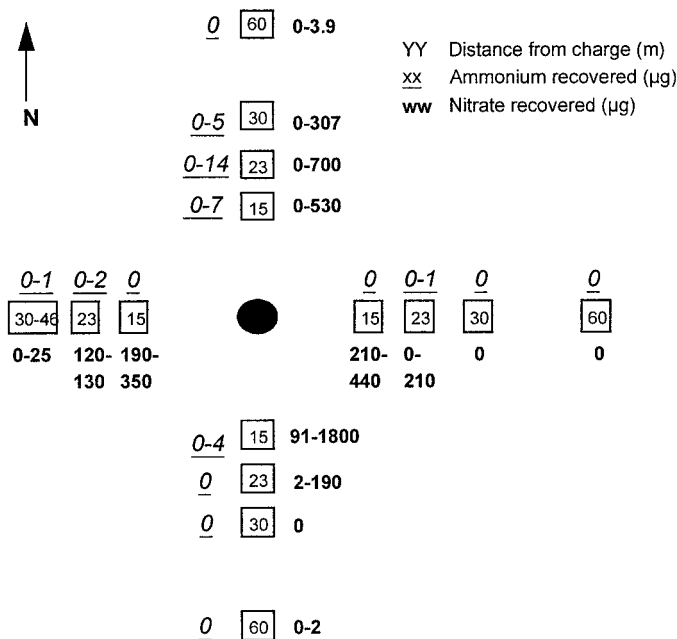 0 60 0-3.9
YY Distance from charge (m)
xx Ammonium recovered (µg)
ww Nitrate recovered (µg)
N
0-5 30 0-307
0-14 23 0-700
0-7 15 0-530
0-1 0-2 0 0 0-1 0 0
30-46 23 15 15 23 30 60
0-25 120- 190- 210- 0- 0 0
130 350 440 210
0-4 15 91-1800
0 23 2-190
0 30 0
0 60 0-2